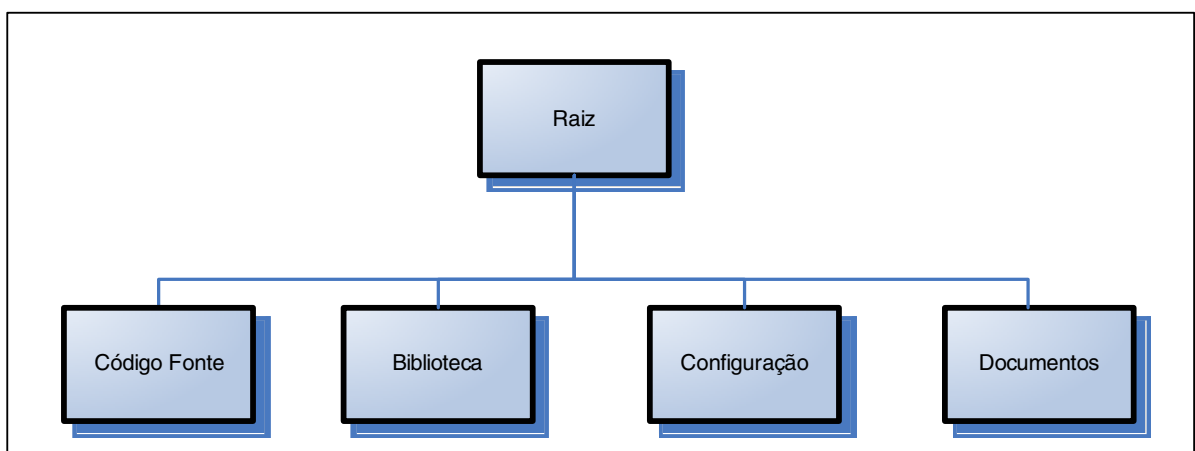 Raiz
Código Fonte
Biblioteca
Configuração
Documentos